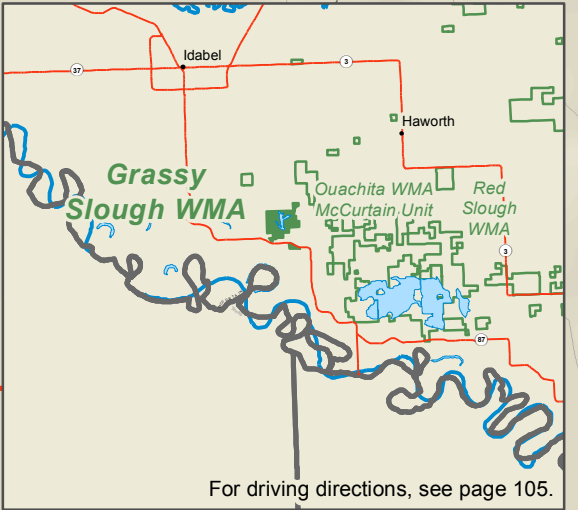 Idabel
37
3
Haworth
Grassy
Slough WMA
Ouachita WMA
McCurtain Unit
Red
Slough
WMA
3
87
For driving directions, see page 105.